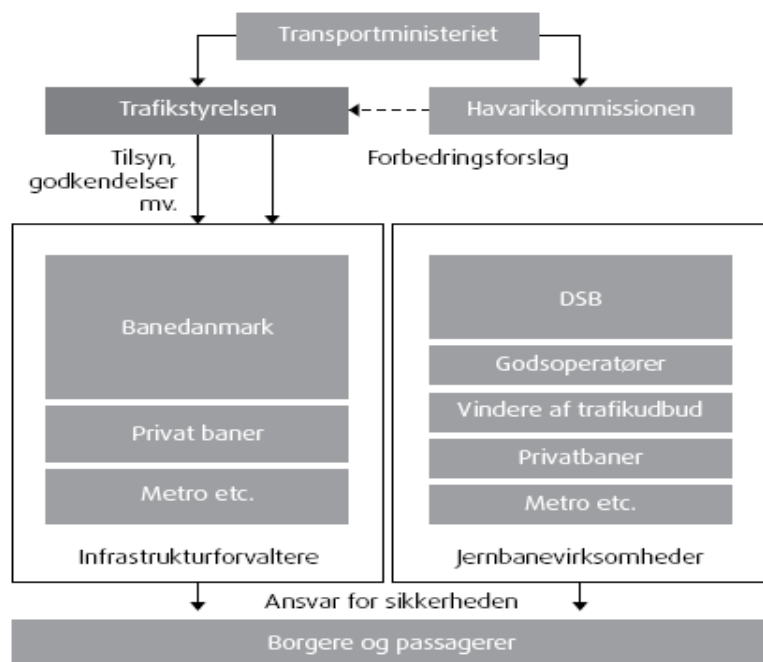 Transportministeriet
Trafikstyrelsen
Havarikommissionen
Tilsyn,
godkendelser
mv.
Forbedringsforslag
Banedanmark
Privat baner
Metro etc.
Infrastrukturforvaltere
DSB
Godsoperatører
Vindere af trafikudbud
Privatbaner
Metro etc.
Jernbanevirksomheder
Ansvar for sikkerheden
Borgere og passagerer